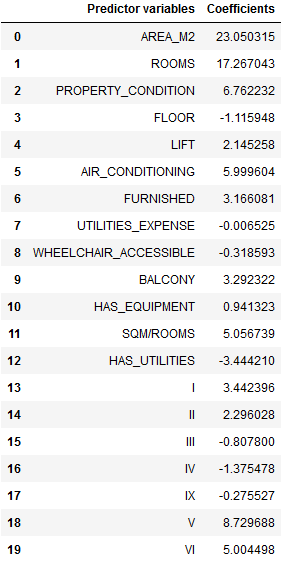 Predictor variables Coefficients
0 AREA_M2 23.050315
1 ROOMS 17.267043
2 PROPERTY_CONDITION 6.762232
3 FLOOR -1.115948
4 LIFT 2.145258
5 AIR_CONDITIONING 5.999604
6 FURNISHED 3.166081
7 UTILITIES_EXPENSE -0.006525
8 WHEELCHAIR_ACCESSIBLE -0.318593
9 BALCONY 3.292322
10 HAS_EQUIPMENT 0.941323
11 SQM/ROOMS 5.056739
12 HAS_UTILITIES -3.444210
13 I 3.442396
14 II 2.296028
15 III -0.807800
16 IV -1.375478
17 IX -0.275527
18 V 8.729688
19 VI 5.004498